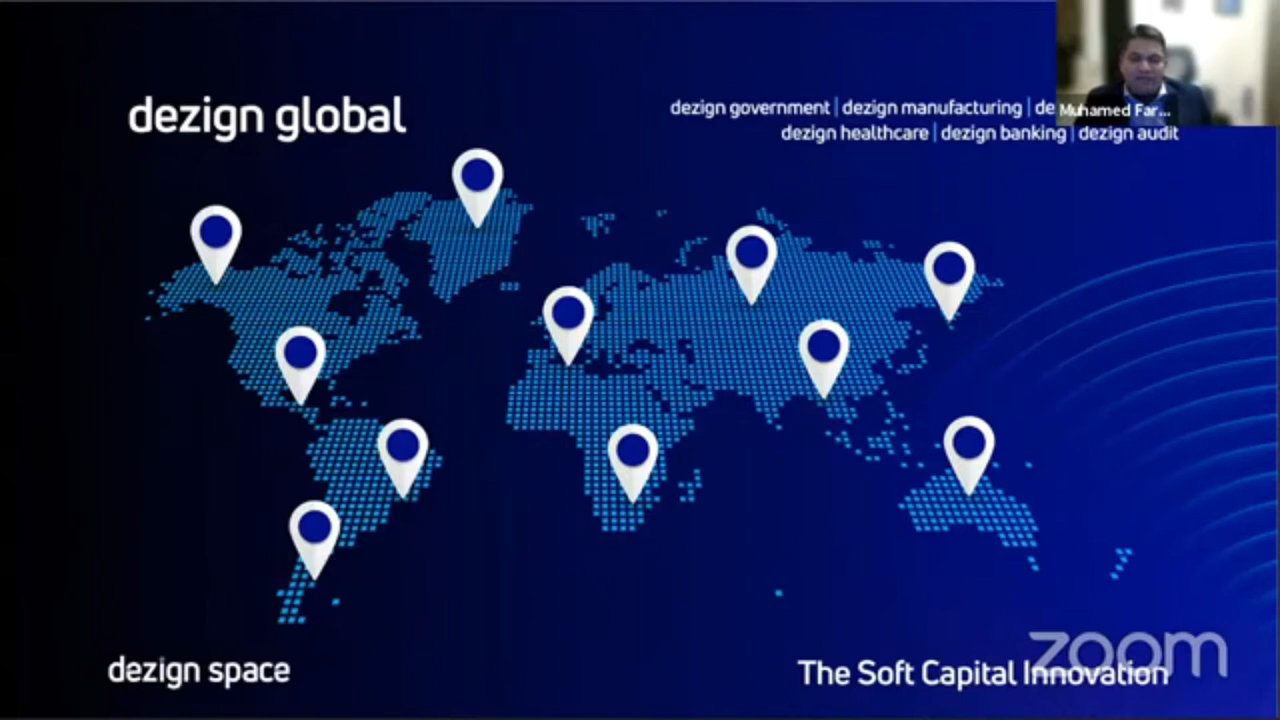 dezign global
dezign government | dezign manufacturing | de
Muhamed Far...
dezign healthcare | dezign banking | dezign audit
dezign space
The Soft Capital Innovation
zoom